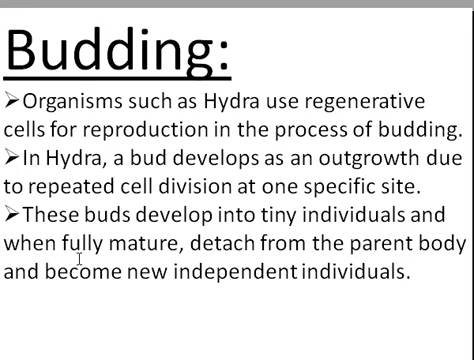 Budding:
➢Organisms such as Hydra use regenerative
cells for reproduction in the process of budding.
➢In Hydra, a bud develops as an outgrowth due
to repeated cell division at one specific site.
➢These buds develop into tiny individuals and
when fully mature, detach from the parent body
and become new independent individuals.